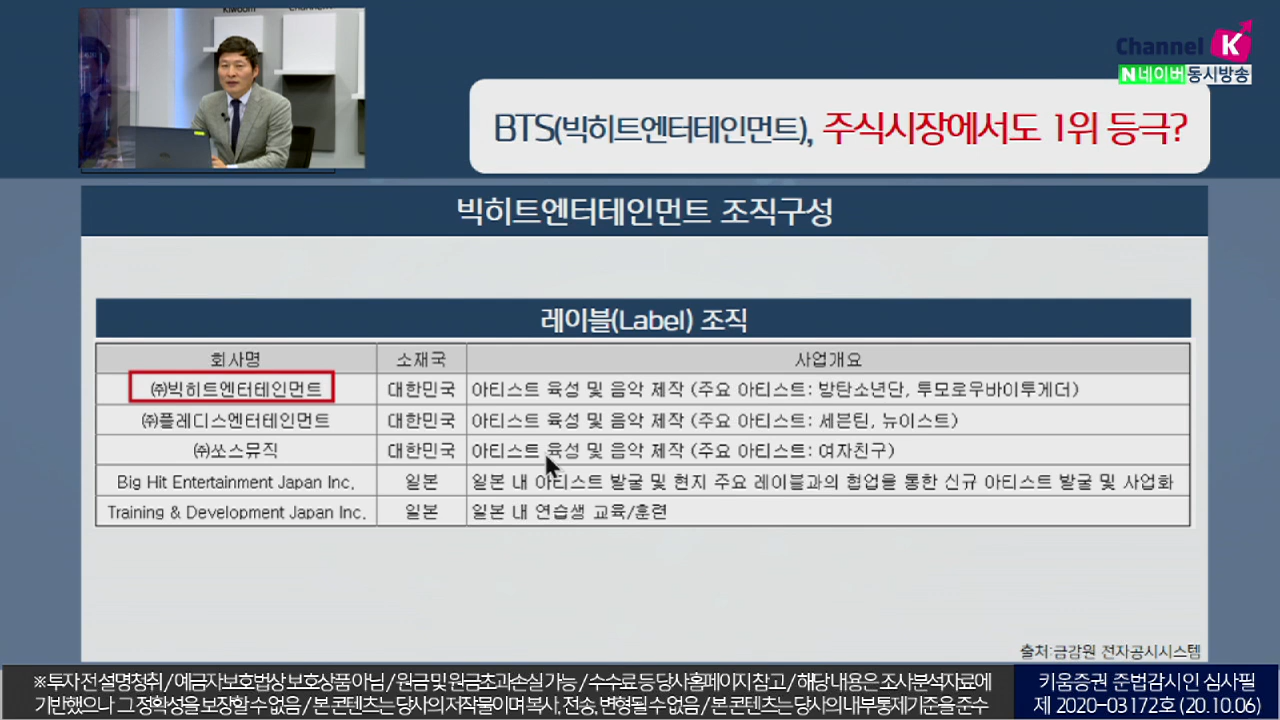 Channel K
N 네이버 동시방송
BTS(빅히트엔터테인먼트), 주식시장에서도 1위 등극?
빅히트엔터테인먼트 조직구성
레이블(Label) 조직
회사명 소재국 사업개요
㈜빅히트엔터테인먼트 대한민국 아티스트 육성 및 음악 제작 (주요 아티스트: 방탄소년단, 투모로우바이투게더)
㈜플레디스엔터테인먼트 대한민국 아티스트 육성 및 음악 제작 (주요 아티스트: 세븐틴, 뉴이스트)
㈜쏘스뮤직 대한민국 아티스트 육성 및 음악 제작 (주요 아티스트: 여자친구)
Big Hit Entertainment Japan Inc. 일본 일본 내 아티스트 발굴 및 현지 주요 레이블과의 협업을 통한 신규 아티스트 발굴 및 사업화
Training & Development Japan Inc. 일본 일본 내 연습생 교육/훈련
출처:금감원 전자공시시스템
※투자 전 설명청취 / 예금자보호법상 보호상품 아님 / 원금 및 원금초과손실 가능 / 수수료 등 당사홈페이지 참고 / 해당 내용은 조사분석자료에
기반했으나 그 정확성을 보장할 수 없음 / 본 콘텐츠는 당사의 저작물이며 복사, 전송, 변형될 수 없음 / 본 콘텐츠는 당사의 내부통제기준을 준수
키움증권 준법감시인 심사필
제 2020-03172호 (20.10.06)